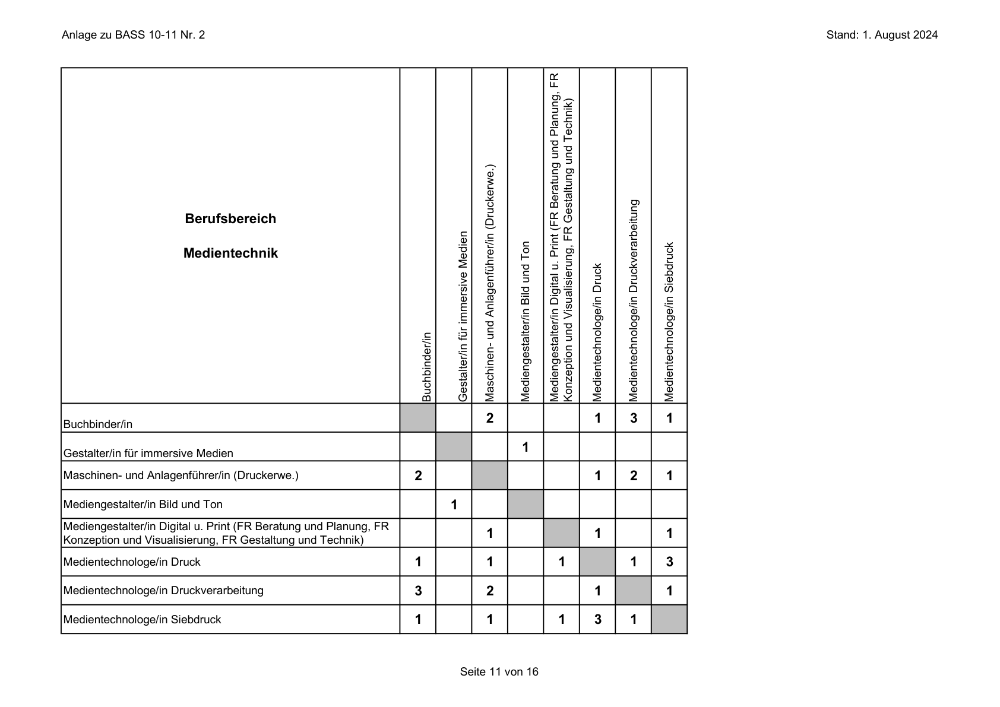 Anlage zu BASS 10-11 Nr. 2
Stand: 1. August 2024
Berufsbereich
Medientechnik
Buchbinder/in
Gestalter/in für immersive Medien
Maschinen- und Anlagenführer/in (Druckerwe.)
Mediengestalter/in Bild und Ton
Mediengestalter/in Digital u. Print (FR Beratung und Planung, FR
Konzeption und Visualisierung, FR Gestaltung und Technik)
Medientechnologe/in Druck
Medientechnologe/in Druckverarbeitung
Medientechnologe/in Siebdruck
Buchbinder/in 2 1 3 1
Gestalter/in für immersive Medien 1
Maschinen- und Anlagenführer/in (Druckerwe.) 2 1 2 1
Mediengestalter/in Bild und Ton 1
Mediengestalter/in Digital u. Print (FR Beratung und Planung, FR
Konzeption und Visualisierung, FR Gestaltung und Technik) 1 1 1
Medientechnologe/in Druck 1 1 1 1 3
Medientechnologe/in Druckverarbeitung 3 2 1 1
Medientechnologe/in Siebdruck 1 1 1 3 1
Seite 11 von 16